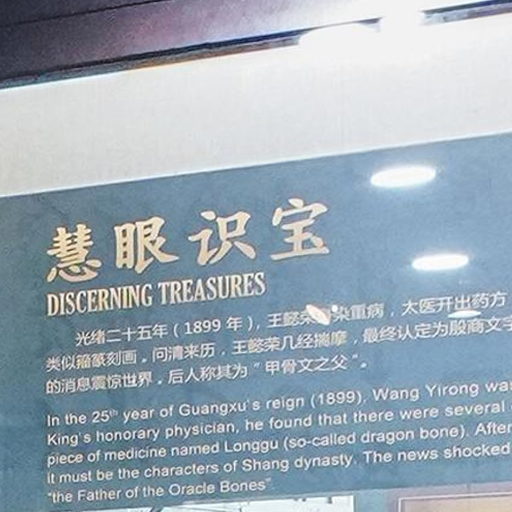 慧眼识宝
DISCERNING TREASURES
光绪二十五年（1899 年），王懿荣 染重病，太医开出药方
类似籀篆刻画。问清来历，王懿荣几经揣摩，最终认定为殷商文字
的消息震惊世界。后人称其为“甲骨文之父”。
In the 25th year of Guangxu's reign (1899), Wang Yirong was
King's honorary physician, he found that there were several
piece of medicine named Longgu (so-called dragon bone). After
it must be the characters of Shang dynasty. The news shocked
"the Father of the Oracle Bones"